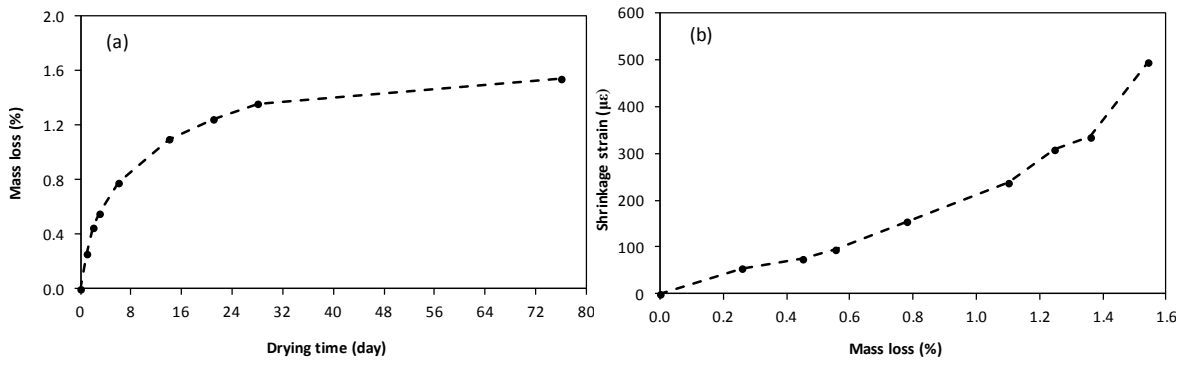 (a)
Mass loss (%)
2.0
1.6
1.2
0.8
0.4
0.0
0 8 16 24 32 40 48 56 64 72 80
Drying time (day)
(b)
Shrinkage strain (με)
600
500
400
300
200
100
0
0.0 0.2 0.4 0.6 0.8 1.0 1.2 1.4 1.6
Mass loss (%)